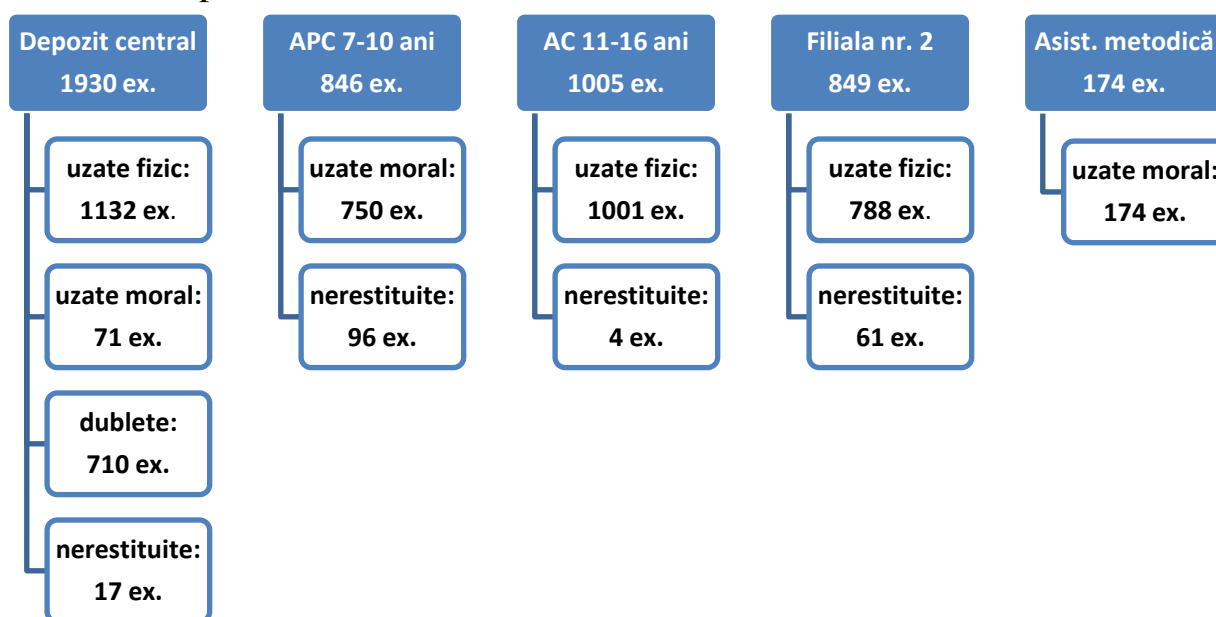 Depozit central
1930 ex.
uzate fizic:
1132 ex.
uzate moral:
71 ex.
dublete:
710 ex.
nerestituite:
17 ex.
APC 7-10 ani
846 ex.
uzate moral:
750 ex.
nerestituite:
96 ex.
AC 11-16 ani
1005 ex.
uzate fizic:
1001 ex.
nerestituite:
4 ex.
Filiala nr. 2
849 ex.
uzate fizic:
788 ex.
nerestituite:
61 ex.
Asist. metodică
174 ex.
uzate moral:
174 ex.